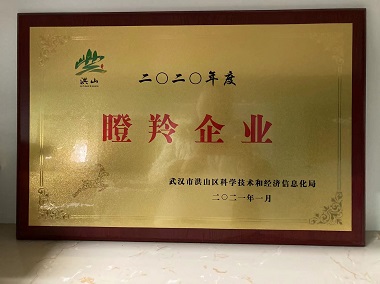 洪山
二〇二〇年度
瞪羚企业
武汉市洪山区科学技术和经济信息化局
二〇二一年一月